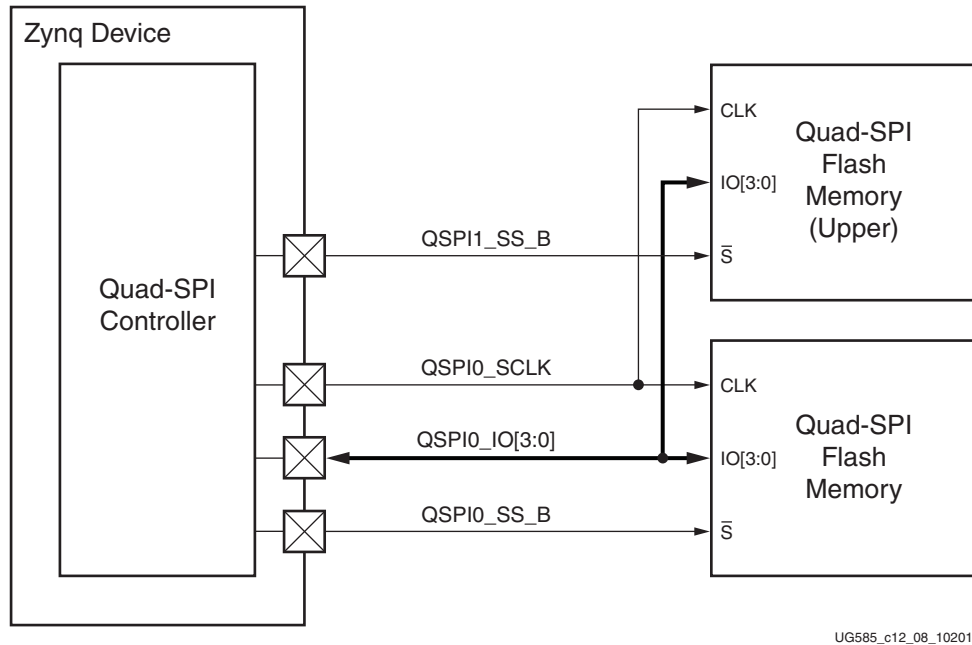 Zynq Device
Quad-SPI
Controller
QSPI1_SS_B
QSPI0_SCLK
QSPI0_IO[3:0]
QSPI0_SS_B
CLK
IO[3:0]
S̅
Quad-SPI
Flash
Memory
(Upper)
CLK
IO[3:0]
S̅
Quad-SPI
Flash
Memory
UG585_c12_08_10201